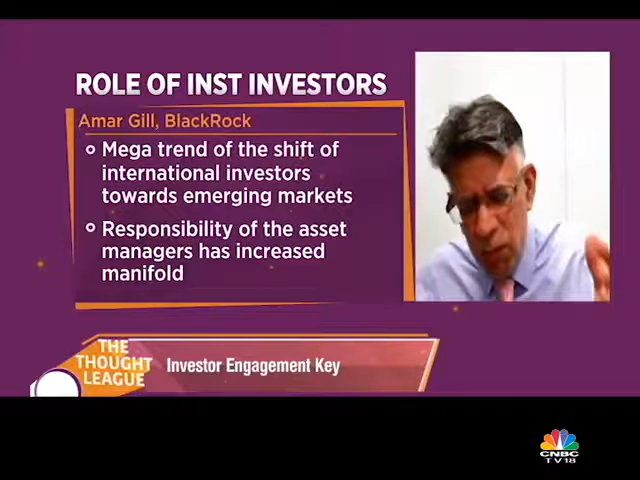 ROLE OF INST INVESTORS
Amar Gill, BlackRock
Mega trend of the shift of
international investors
towards emerging markets
Responsibility of the asset
managers has increased
manifold
THE
THOUGHT
LEAGUE
Investor Engagement Key
CNBC
TV18